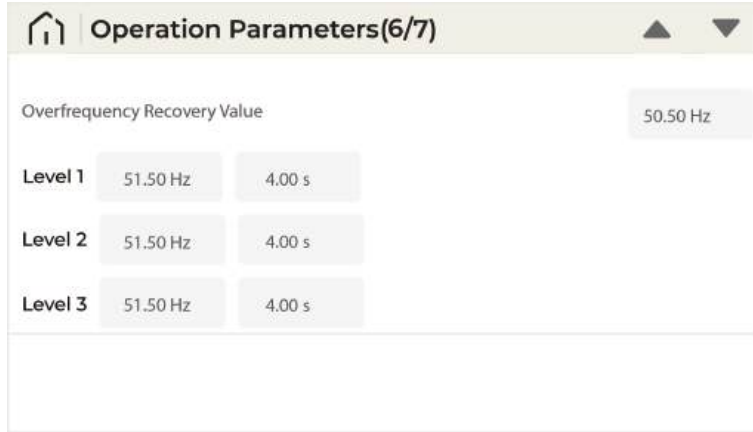 Operation Parameters(6/7)
Overfrequency Recovery Value 50.50 Hz
Level 1 51.50 Hz 4.00 s
Level 2 51.50 Hz 4.00 s
Level 3 51.50 Hz 4.00 s